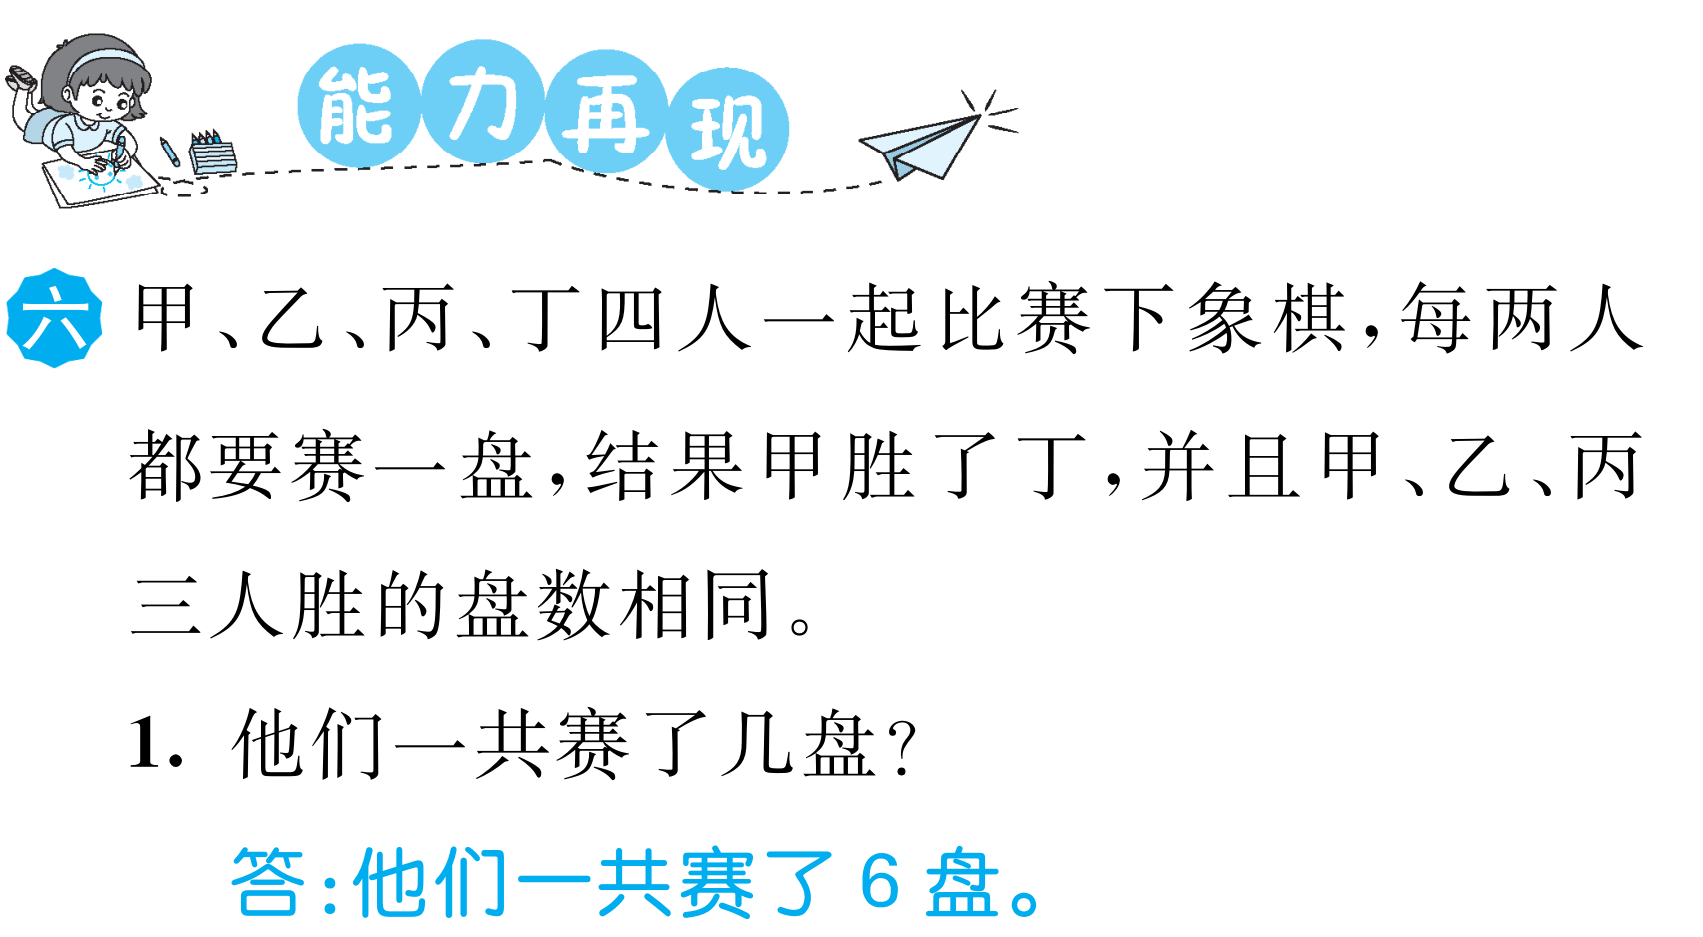 能力再现
六 甲、乙、丙、丁四人一起比赛下象棋,每两人
都要赛一盘,结果甲胜了丁,并且甲、乙、丙
三人胜的盘数相同。
1. 他们一共赛了几盘?
答:他们一共赛了 6 盘。